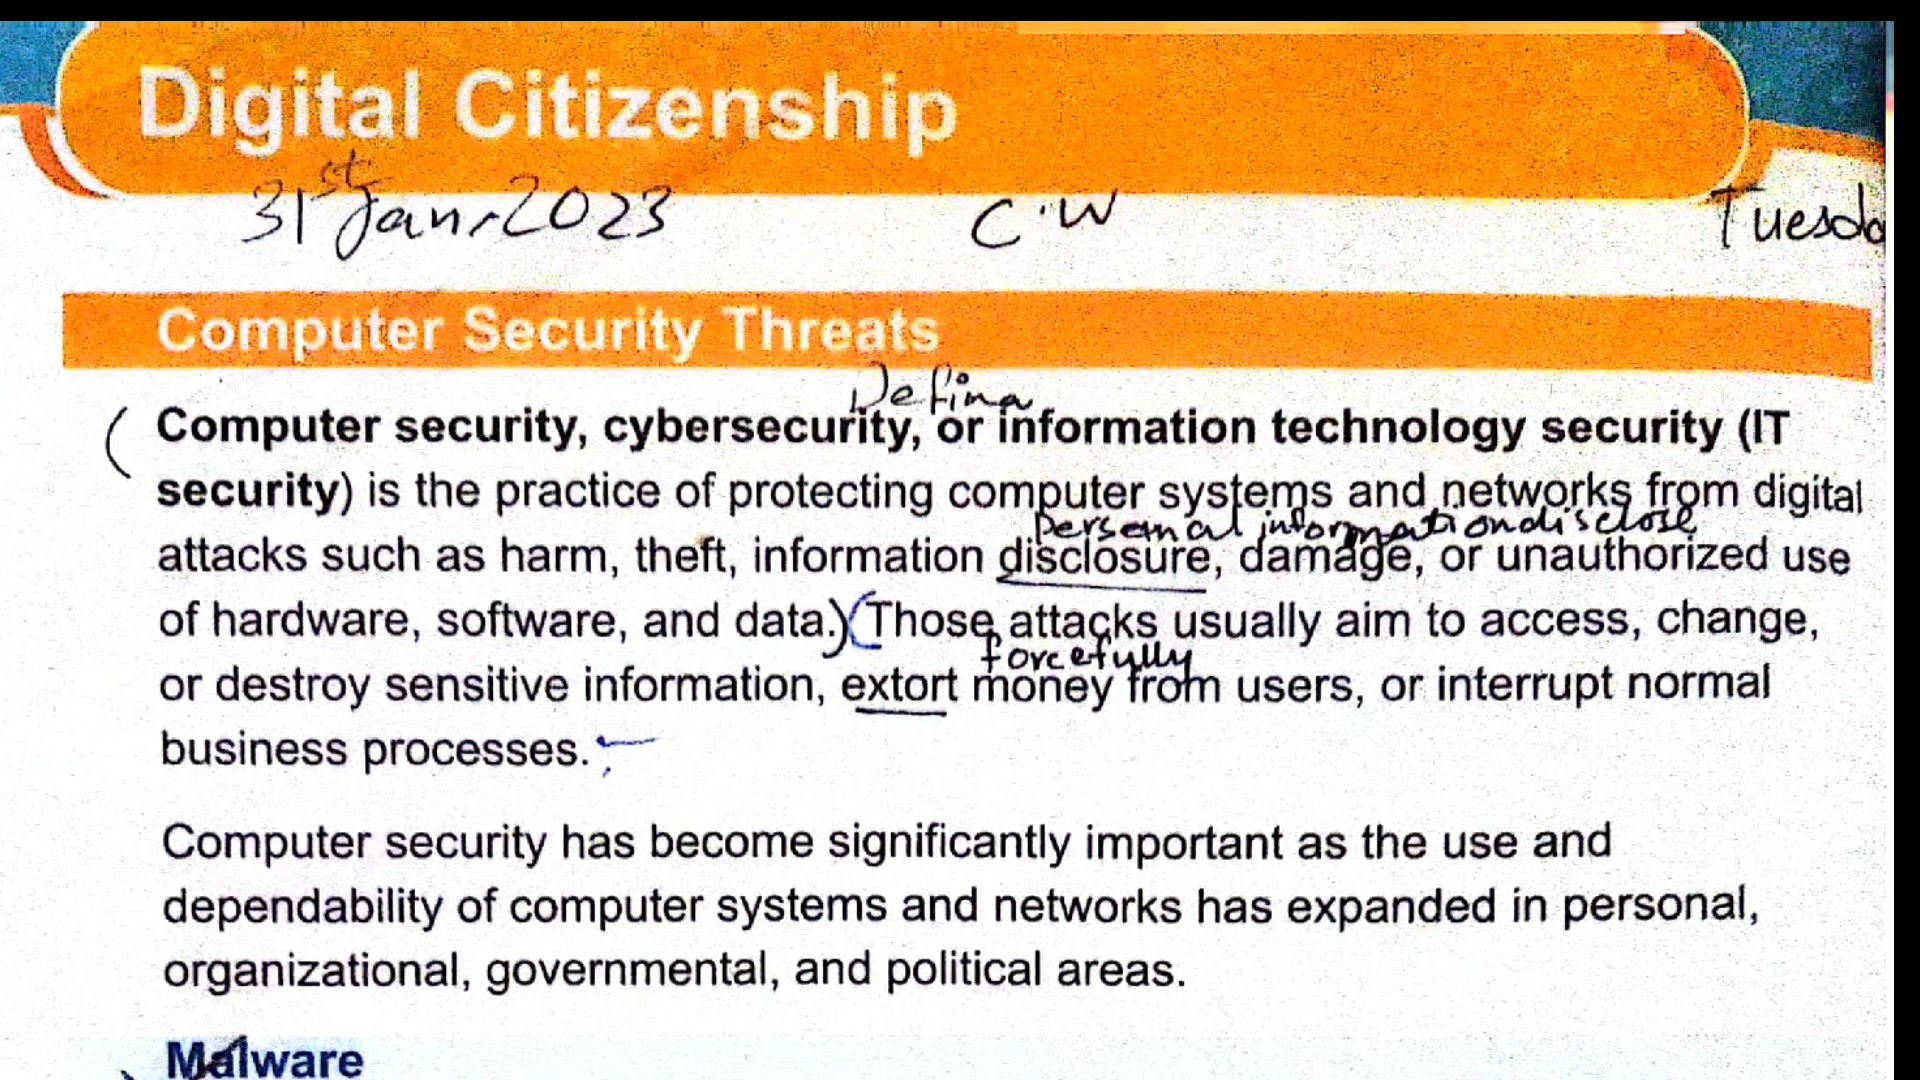 Digital Citizenship
31st Jan, 2023 C.W Tuesda
Computer Security Threats
Define
Computer security, cybersecurity, or information technology security (IT
security) is the practice of protecting computer systems and networks from digital
personal information disclose
attacks such as harm, theft, information disclosure, damage, or unauthorized use
of hardware, software, and data.) (Those attacks usually aim to access, change,
forcefully
or destroy sensitive information, extort money from users, or interrupt normal
business processes.
Computer security has become significantly important as the use and
dependability of computer systems and networks has expanded in personal,
organizational, governmental, and political areas.
Malware